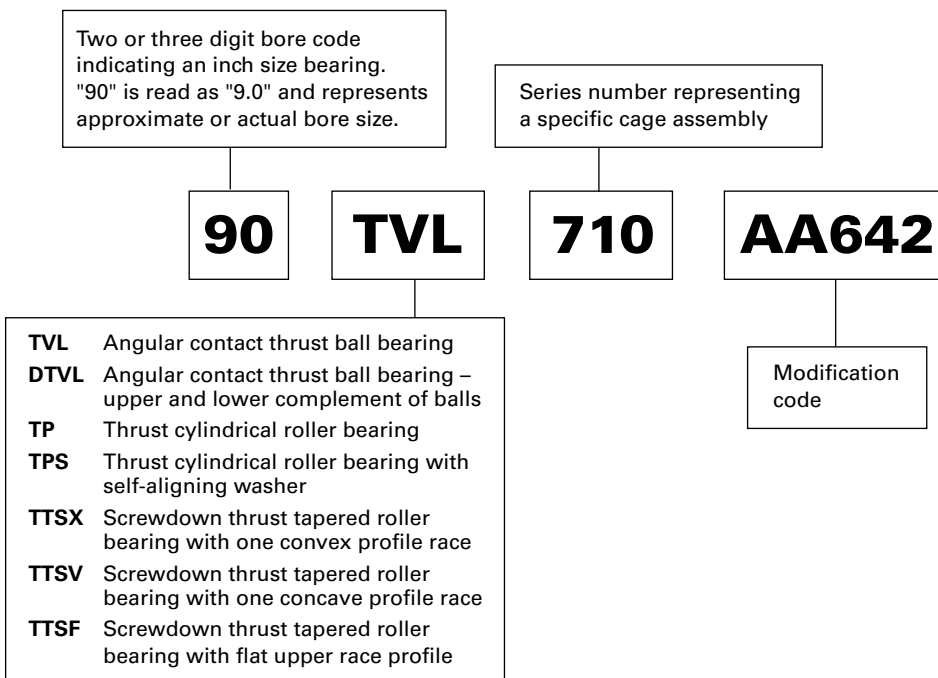 Two or three digit bore code
indicating an inch size bearing.
"90" is read as "9.0" and represents
approximate or actual bore size.
Series number representing
a specific cage assembly
90 TVL 710 AA642
TVL Angular contact thrust ball bearing
DTVL Angular contact thrust ball bearing –
upper and lower complement of balls
TP Thrust cylindrical roller bearing
TPS Thrust cylindrical roller bearing with
self-aligning washer
TTSX Screwdown thrust tapered roller
bearing with one convex profile race
TTSV Screwdown thrust tapered roller
bearing with one concave profile race
TTSF Screwdown thrust tapered roller
bearing with flat upper race profile
Modification
code